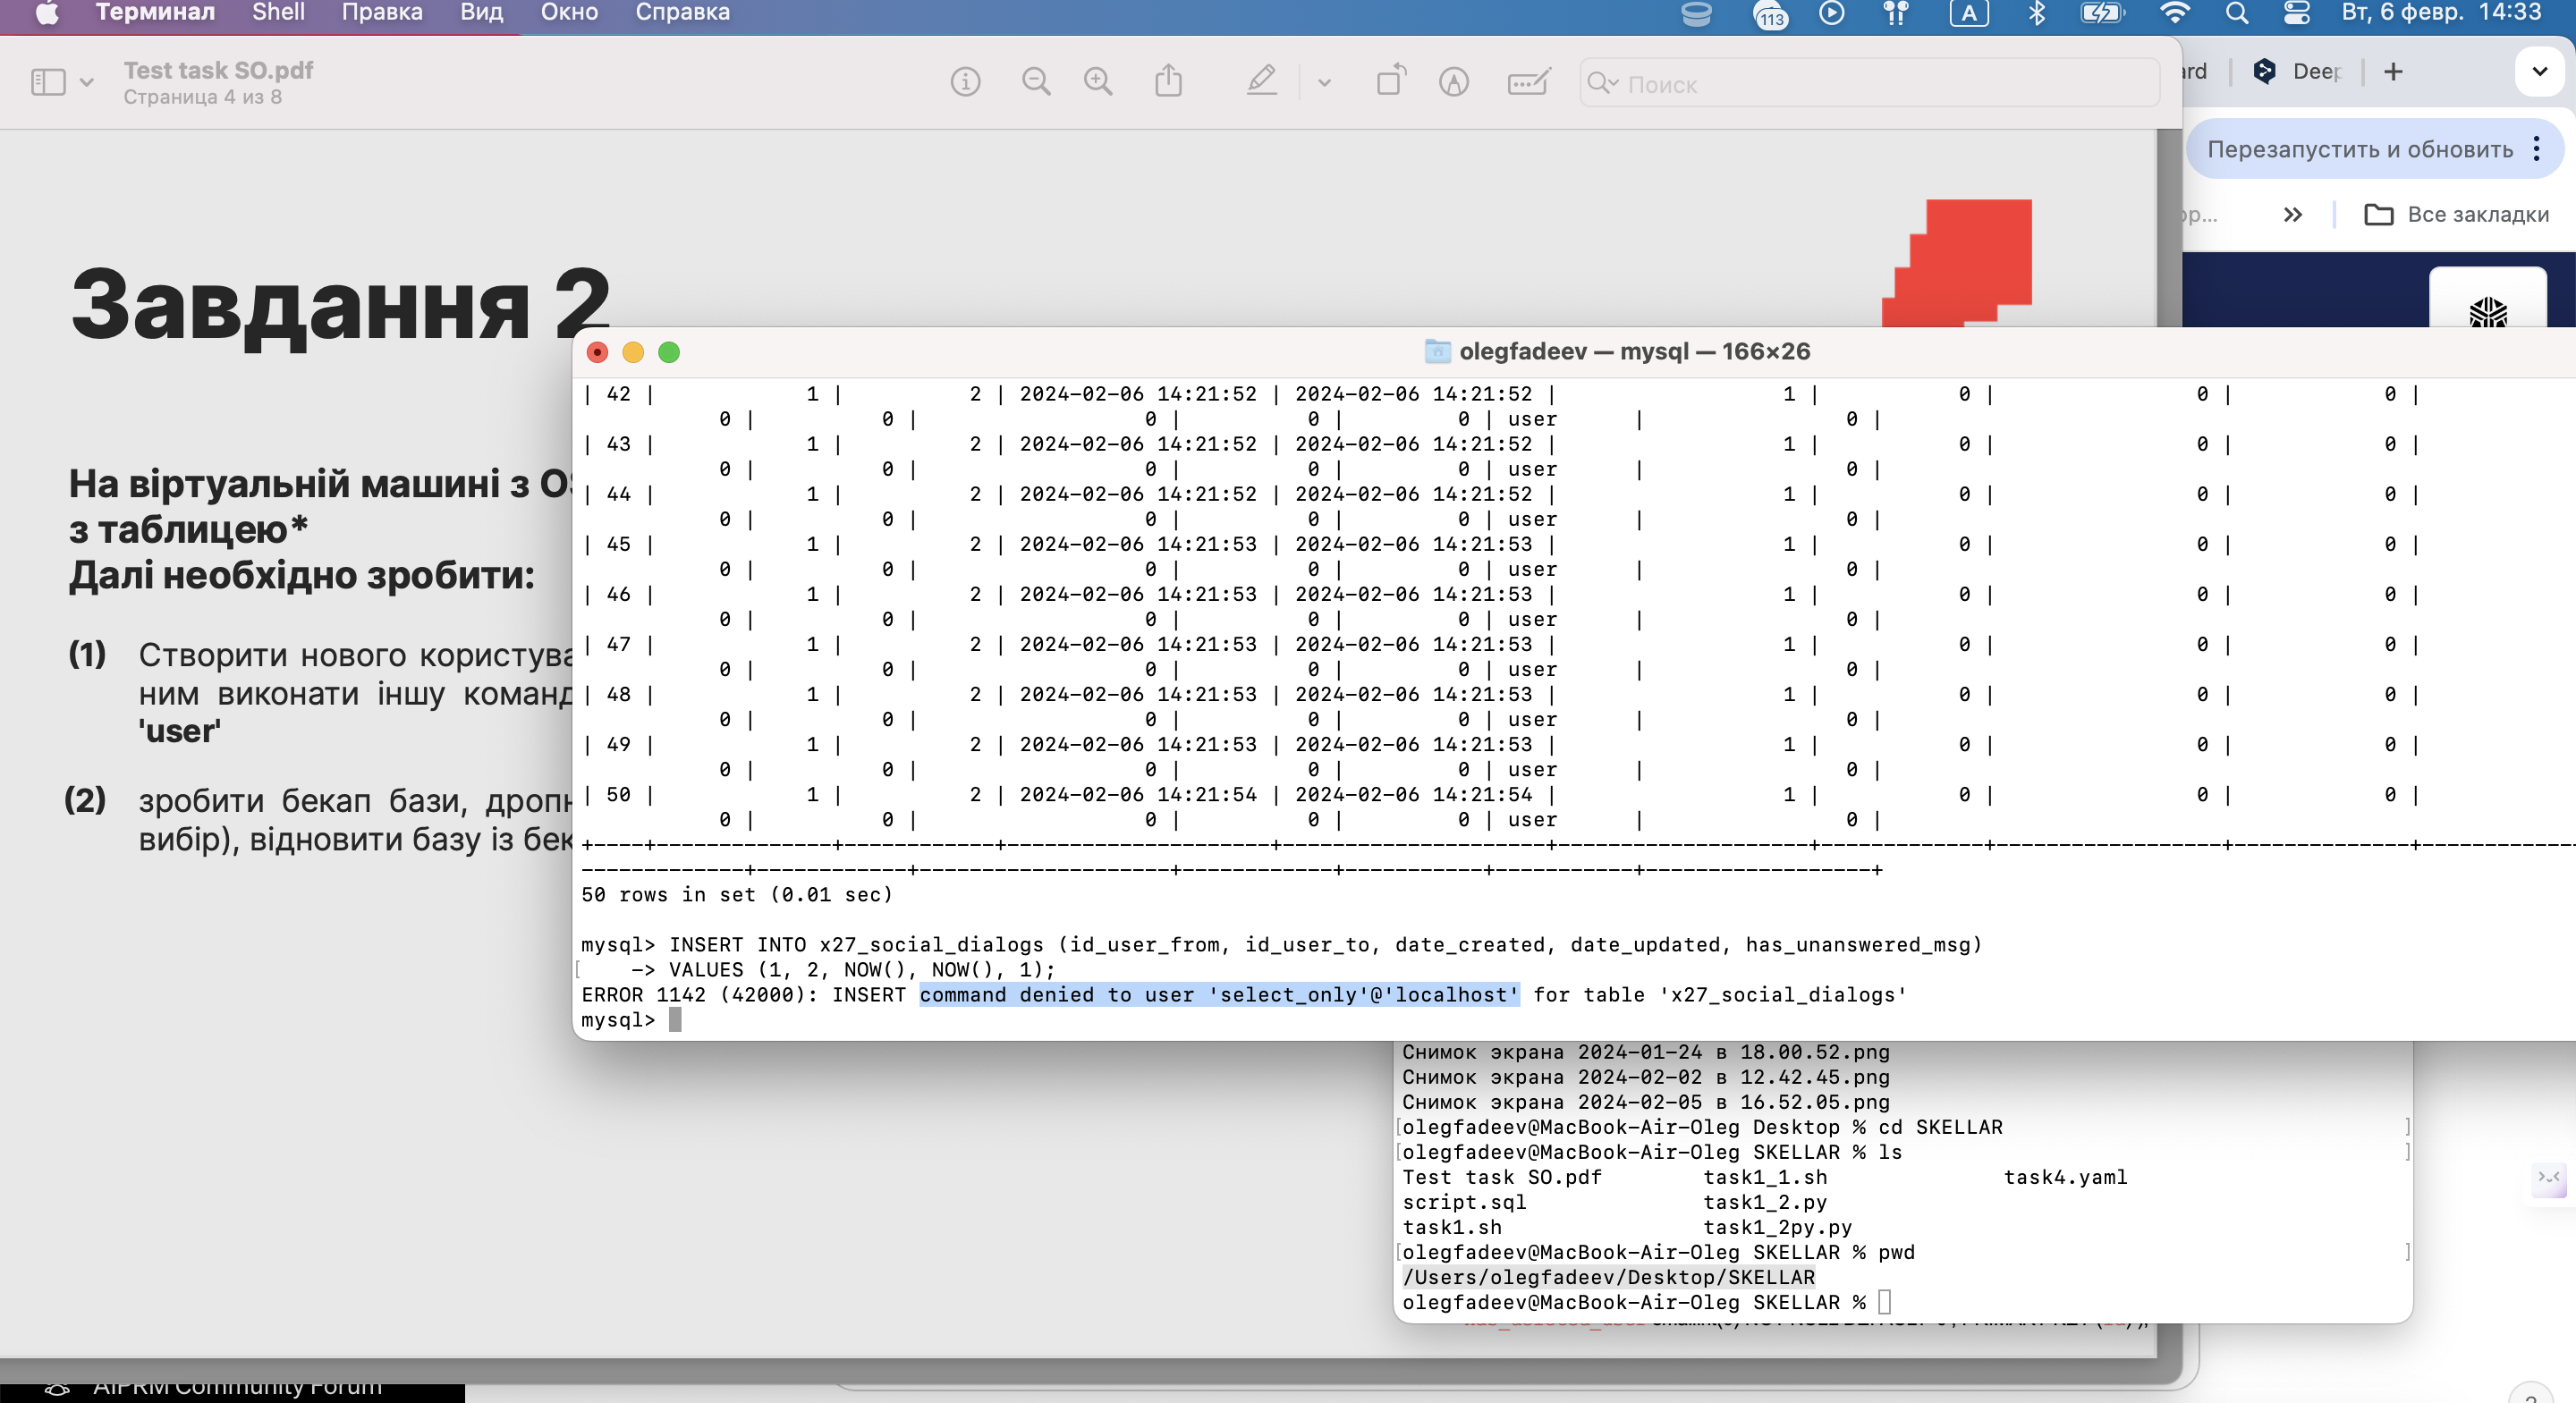 Терминал Shell Правка Вид Окно Справка 113 A Вт, 6 февр. 14:33
Test task SO.pdf
Страница 4 из 8
Поиск
Deep
Перезапустить и обновить
Все закладки
Завдання 2
На віртуальній машині з
з таблицею*
Далі необхідно зробити:
(1) Створити нового
ним виконати іншу
'user'
(2) зробити бекап бази,
вибір), відновити базу із
olegfadeev — mysql — 166×26
| 42 | 1 | 2 | 2024-02-06 14:21:52 | 2024-02-06 14:21:52 | 1 | 0 | 0 | 0 |
0 | 0 | 0 | 0 | 0 | user | 0 |
| 43 | 1 | 2 | 2024-02-06 14:21:52 | 2024-02-06 14:21:52 | 1 | 0 | 0 | 0 |
0 | 0 | 0 | 0 | 0 | user | 0 |
| 44 | 1 | 2 | 2024-02-06 14:21:52 | 2024-02-06 14:21:52 | 1 | 0 | 0 | 0 |
0 | 0 | 0 | 0 | 0 | user | 0 |
| 45 | 1 | 2 | 2024-02-06 14:21:53 | 2024-02-06 14:21:53 | 1 | 0 | 0 | 0 |
0 | 0 | 0 | 0 | 0 | user | 0 |
| 46 | 1 | 2 | 2024-02-06 14:21:53 | 2024-02-06 14:21:53 | 1 | 0 | 0 | 0 |
0 | 0 | 0 | 0 | 0 | user | 0 |
| 47 | 1 | 2 | 2024-02-06 14:21:53 | 2024-02-06 14:21:53 | 1 | 0 | 0 | 0 |
0 | 0 | 0 | 0 | 0 | user | 0 |
| 48 | 1 | 2 | 2024-02-06 14:21:53 | 2024-02-06 14:21:53 | 1 | 0 | 0 | 0 |
0 | 0 | 0 | 0 | 0 | user | 0 |
| 49 | 1 | 2 | 2024-02-06 14:21:53 | 2024-02-06 14:21:53 | 1 | 0 | 0 | 0 |
0 | 0 | 0 | 0 | 0 | user | 0 |
| 50 | 1 | 2 | 2024-02-06 14:21:54 | 2024-02-06 14:21:54 | 1 | 0 | 0 | 0 |
0 | 0 | 0 | 0 | 0 | user | 0 |
50 rows in set (0.01 sec)
mysql> INSERT INTO x27_social_dialogs (id_user_from, id_user_to, date_created, date_updated, has_unanswered_msg)
-> VALUES (1, 2, NOW(), NOW(), 1);
ERROR 1142 (42000): INSERT command denied to user 'select_only'@'localhost' for table 'x27_social_dialogs'
mysql>
Снимок экрана 2024-01-24 в 18.00.52.png
Снимок экрана 2024-02-02 в 12.42.45.png
Снимок экрана 2024-02-05 в 16.52.05.png
[olegfadeev@MacBook-Air-Oleg Desktop % cd SKELLAR ]
[olegfadeev@MacBook-Air-Oleg SKELLAR % ls ]
Test task SO.pdf task1_1.sh task4.yaml
script.sql task1_2.py
task1.sh task1_2py.py
[olegfadeev@MacBook-Air-Oleg SKELLAR % pwd ]
/Users/olegfadeev/Desktop/SKELLAR
olegfadeev@MacBook-Air-Oleg SKELLAR %
AIPRM Community Forum